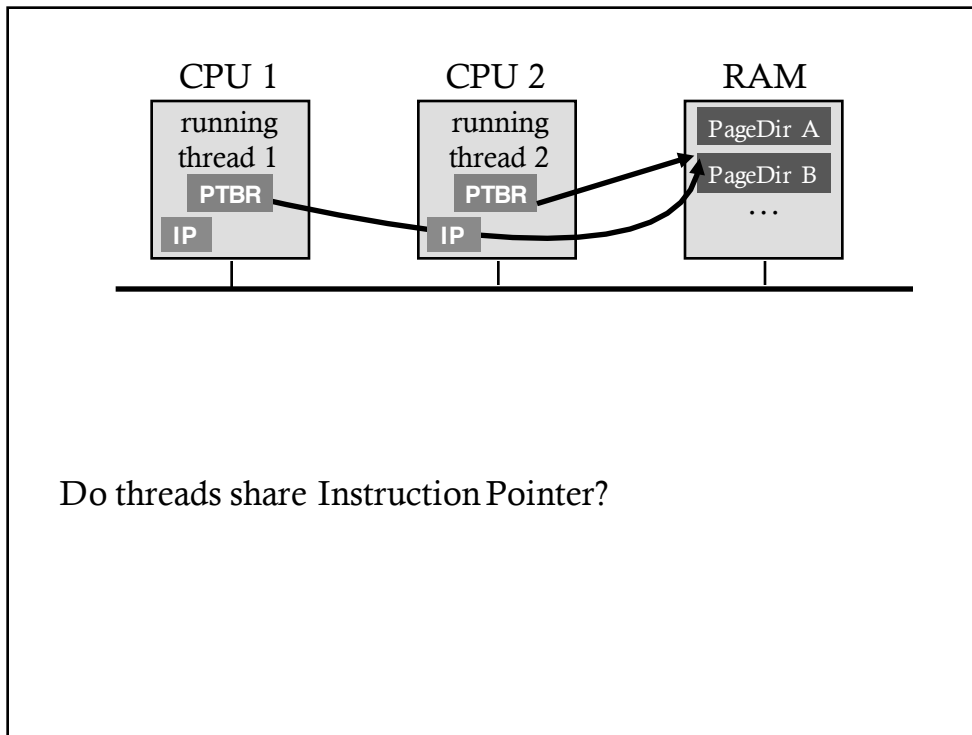 CPU 1
CPU 2
RAM
running
thread 1
PTBR
IP
running
thread 2
PTBR
IP
PageDir A
PageDir B
...
Do threads share Instruction Pointer?